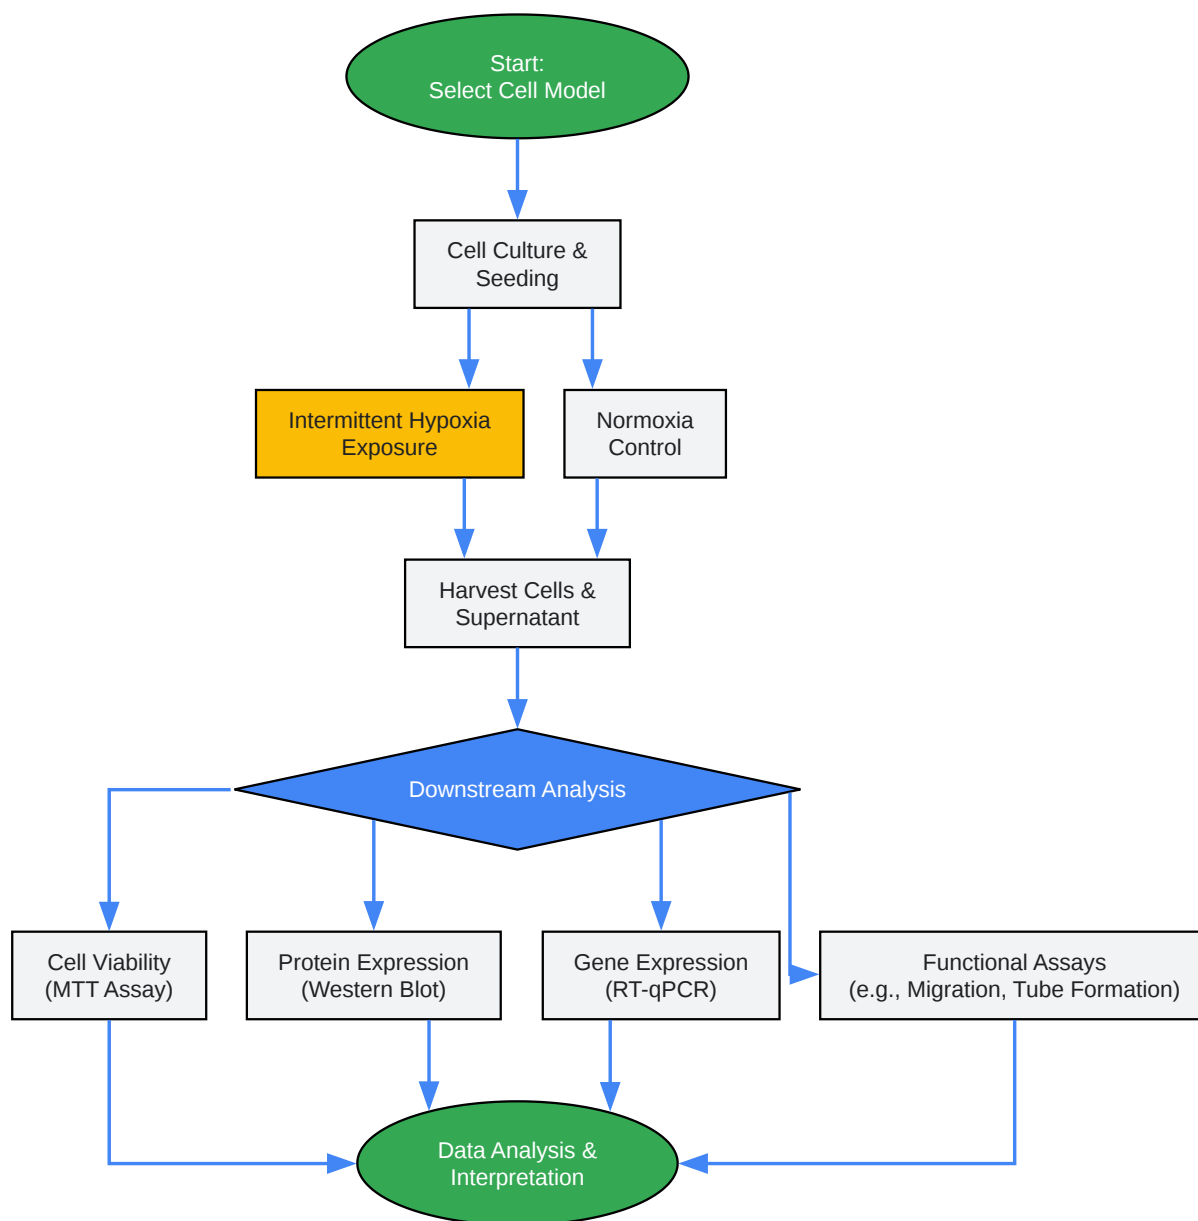 Start:
Select Cell Model
Cell Culture &
Seeding
Intermittent Hypoxia
Exposure
Normoxia
Control
Harvest Cells &
Supernatant
Downstream Analysis
Cell Viability
(MTT Assay)
Protein Expression
(Western Blot)
Gene Expression
(RT-qPCR)
Functional Assays
(e.g., Migration, Tube Formation)
Data Analysis &
Interpretation